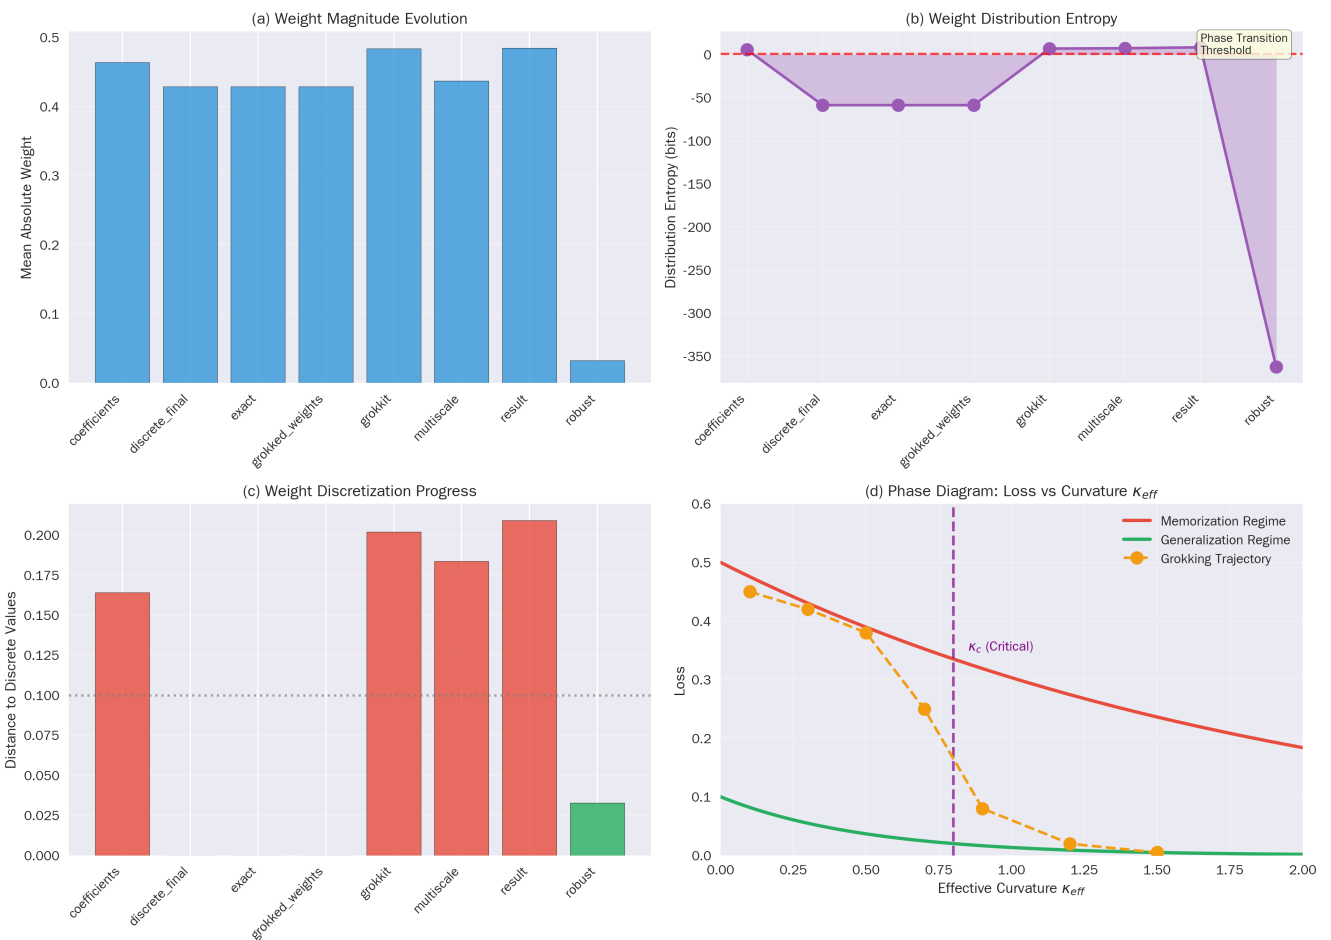 (a) Weight Magnitude Evolution
Mean Absolute Weight
0.5
0.4
0.3
0.2
0.1
0.0
coefficients
discrete_final
exact
grokked_weights
grokkit
multiscale
result
robust
(b) Weight Distribution Entropy
Distribution Entropy (bits)
0
-50
-100
-150
-200
-250
-300
-350
Phase Transition
Threshold
coefficients
discrete_final
exact
grokked_weights
grokkit
multiscale
result
robust
(c) Weight Discretization Progress
Distance to Discrete Values
0.200
0.175
0.150
0.125
0.100
0.075
0.050
0.025
0.000
coefficients
discrete_final
exact
grokked_weights
grokkit
multiscale
result
robust
(d) Phase Diagram: Loss vs Curvature κ_eff
Loss
0.6
0.5
0.4
0.3
0.2
0.1
0.0
Memorization Regime
Generalization Regime
Grokking Trajectory
κ_c (Critical)
0.00 0.25 0.50 0.75 1.00 1.25 1.50 1.75 2.00
Effective Curvature κ_eff